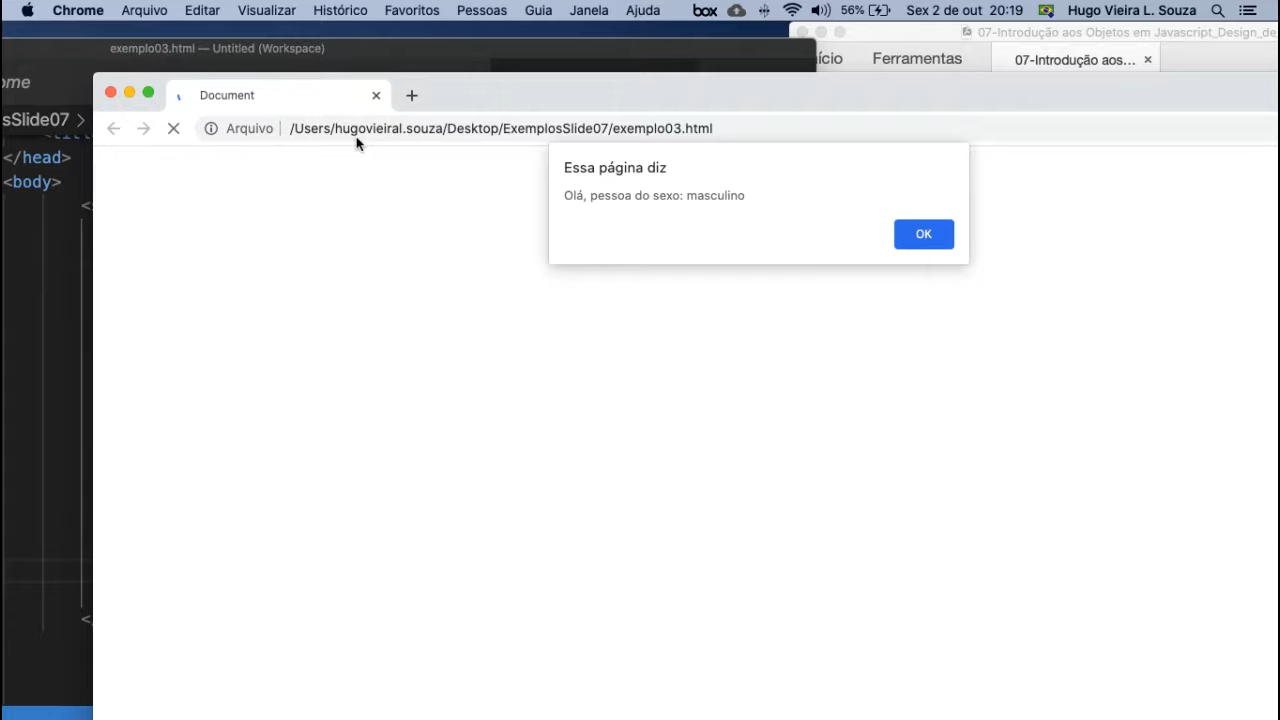 Chrome Arquivo Editar Visualizar Histórico Favoritos Pessoas Guia Janela Ajuda box 56% Sex 2 de out 20:19 Hugo Vieira L. Souza
07-Introdução aos Objetos em Javascript_Design_de
exemplo03.html — Untitled (Workspace)
ício Ferramentas 07-Introdução aos... ×
ome
Document
sSlide07 >
Arquivo /Users/hugovieiral.souza/Desktop/ExemplosSlide07/exemplo03.html
</head>
<body>
Essa página diz
Olá, pessoa do sexo: masculino
OK